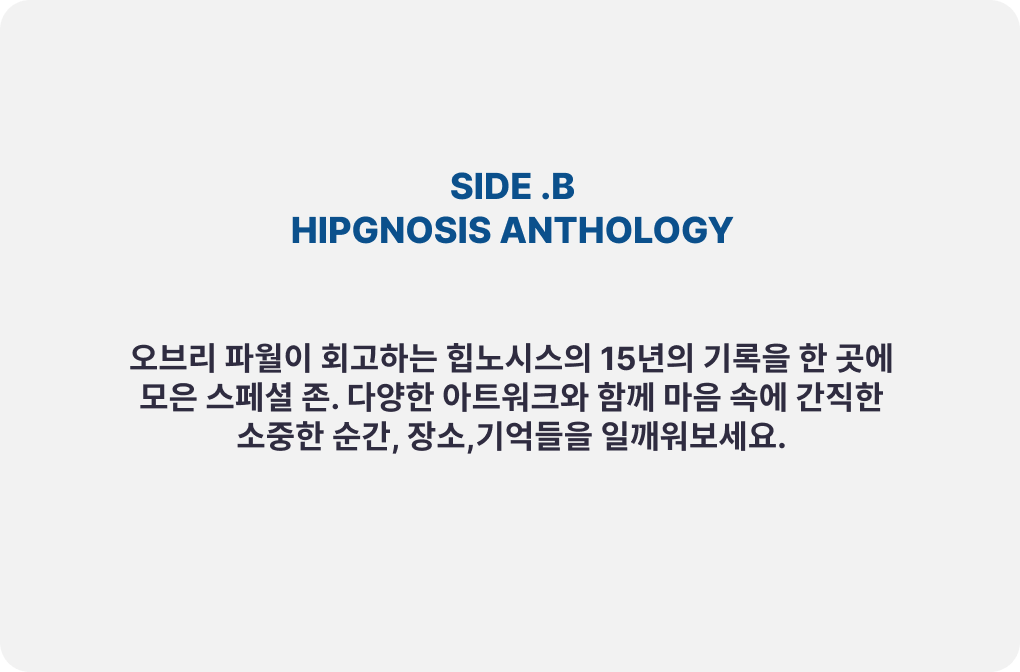 SIDE .B
HIPGNOSIS ANTHOLOGY
오브리 파월이 회고하는 힙노시스의 15년의 기록을 한 곳에
모은 스페셜 존. 다양한 아트워크와 함께 마음 속에 간직한
소중한 순간, 장소,기억들을 일깨워보세요.